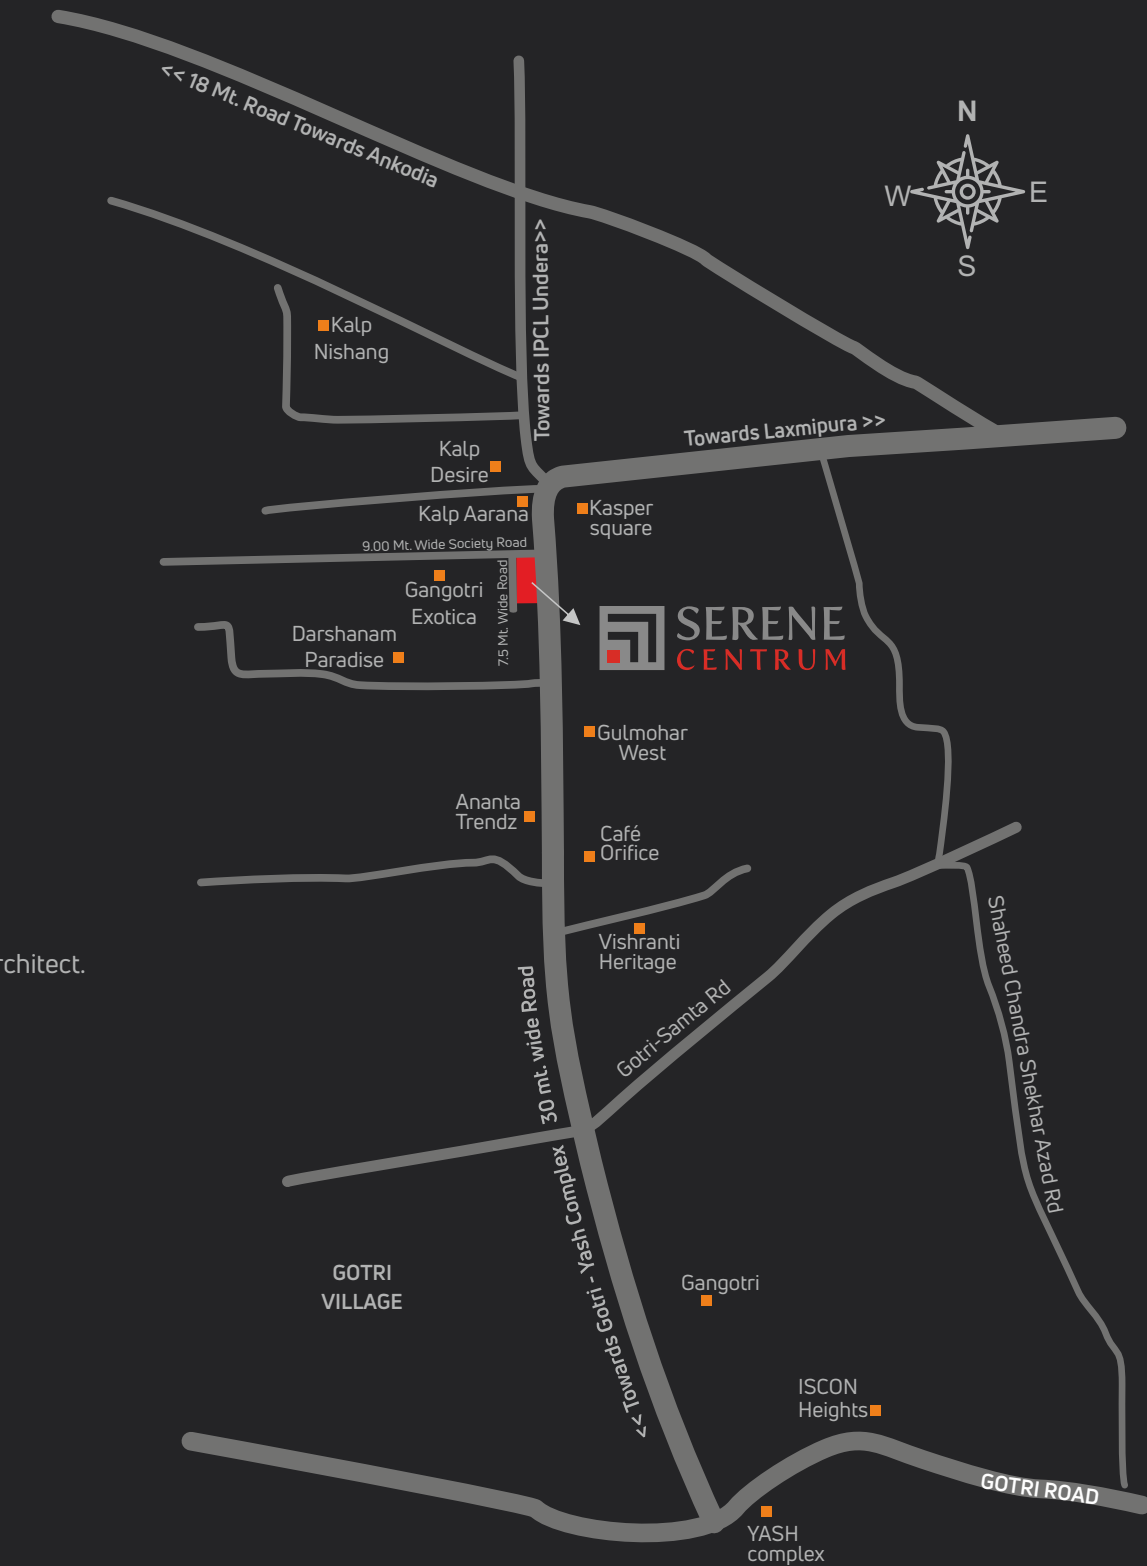 << 18 Mt. Road Towards Ankodia
N
W
E
S
Towards IPCL Undera>>
Kalp
Nishang
Towards Laxmipura >>
Kalp
Desire
Kalp Aarana
Kasper
square
9.00 Mt. Wide Society Road
7.5 Mt. Wide Road
Gangotri
Exotica
SERENE
CENTRUM
Darshanam
Paradise
Gulmohar
West
Ananta
Trendz
Café
Orifice
Vishranti
Heritage
rchitect.
30 mt. wide Road
Gotri-Samta Rd
Shaheed Chandra Shekhar Azad Rd
<< Towards Gotri - Yash Complex
GOTRI
VILLAGE
Gangotri
ISCON
Heights
GOTRI ROAD
YASH
complex